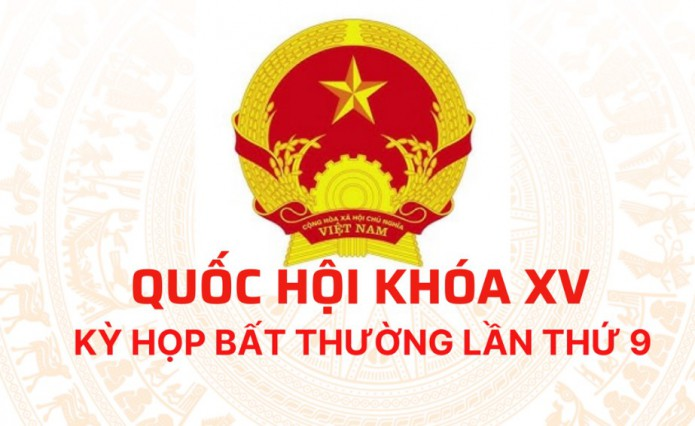 CỘNG HÒA XÃ HỘI CHỦ NGHĨA
VIỆT NAM
QUỐC HỘI KHÓA XV
KỲ HỌP BẤT THƯỜNG LẦN THỨ 9